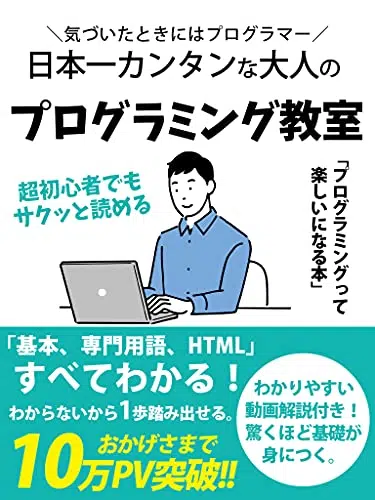 ＼気づいたときにはプログラマー／
日本一カンタンな大人の
プログラミング教室
超初心者でも
サクッと読める
「プログラミングって
楽しいになる本」
「基本、専門用語、HTML」
すべてわかる！
わからないから1歩踏み出せる。
おかげさまで
10万PV突破!!
わかりやすい
動画解説付き！
驚くほど基礎が
身につく。